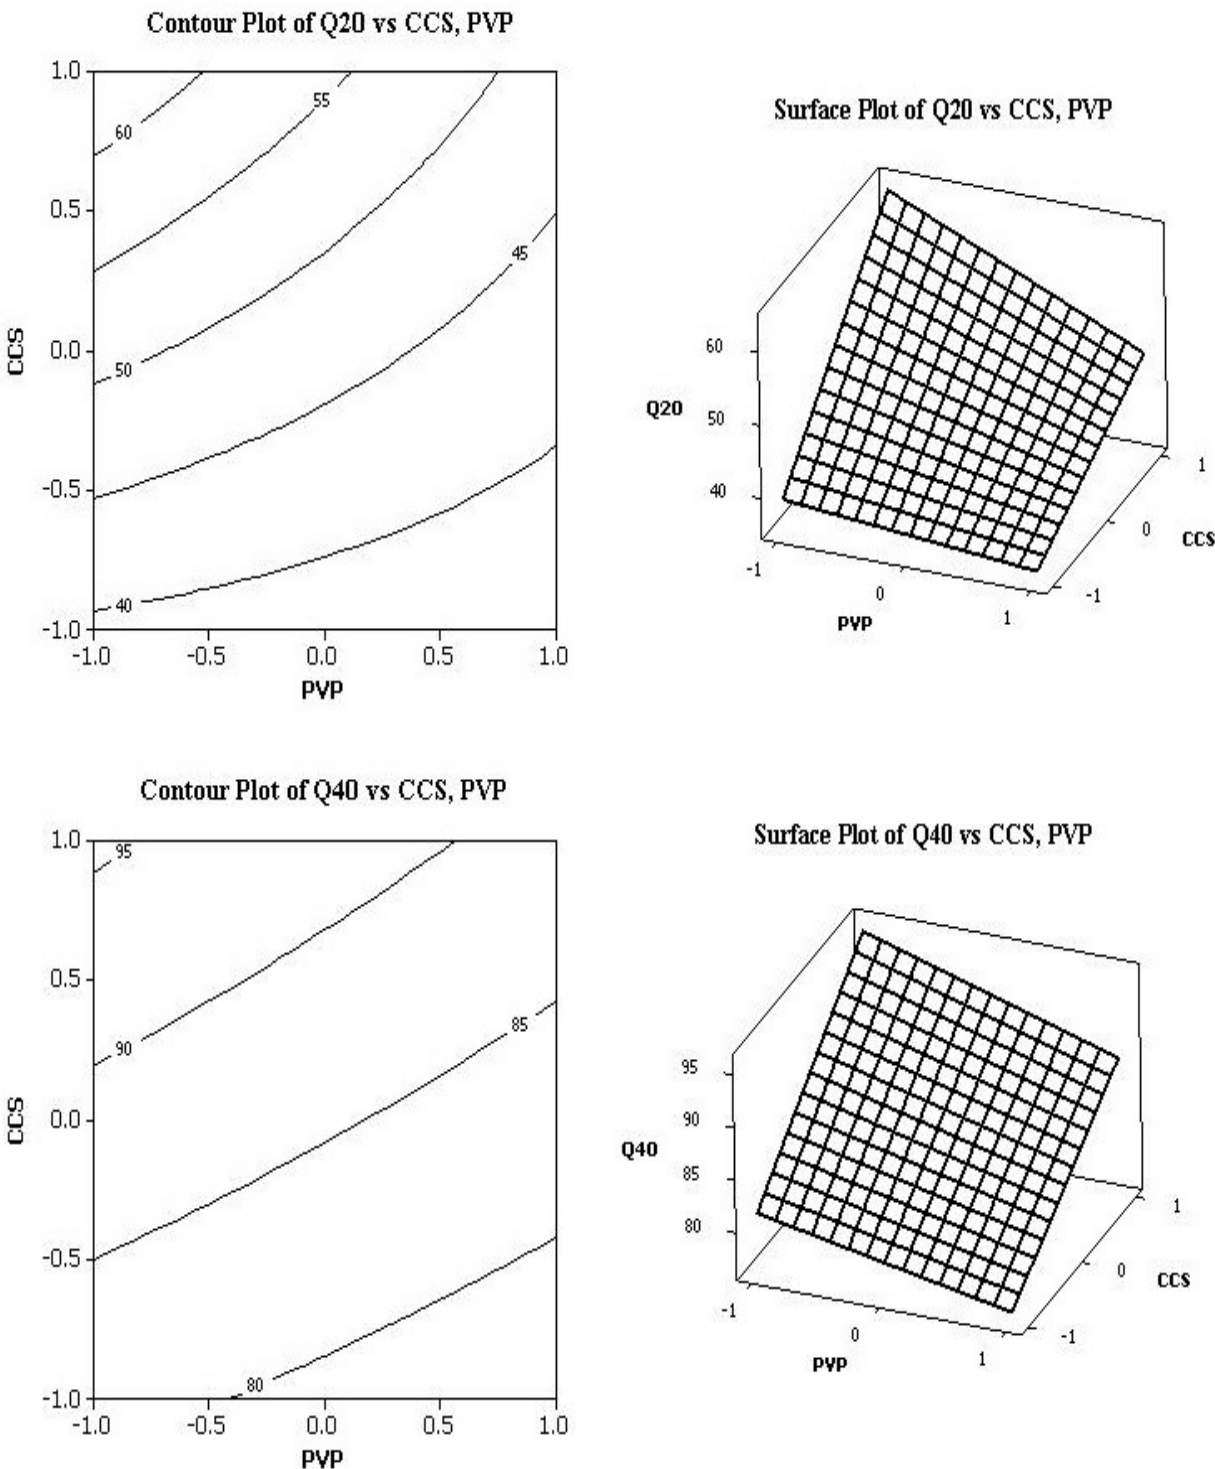 Contour Plot of Q20 vs CCS, PVP
1.0
0.5
0.0
-0.5
-1.0
CCS
60
55
50
45
40
-1.0 -0.5 0.0 0.5 1.0
PVP
Surface Plot of Q20 vs CCS, PVP
60
50
40
Q20
-1 0 1
PVP
1
0
-1
CCS
Contour Plot of Q40 vs CCS, PVP
1.0
0.5
0.0
-0.5
-1.0
CCS
95
90
85
80
-1.0 -0.5 0.0 0.5 1.0
PVP
Surface Plot of Q40 vs CCS, PVP
95
90
85
80
Q40
-1 0 1
PVP
1
0
-1
CCS